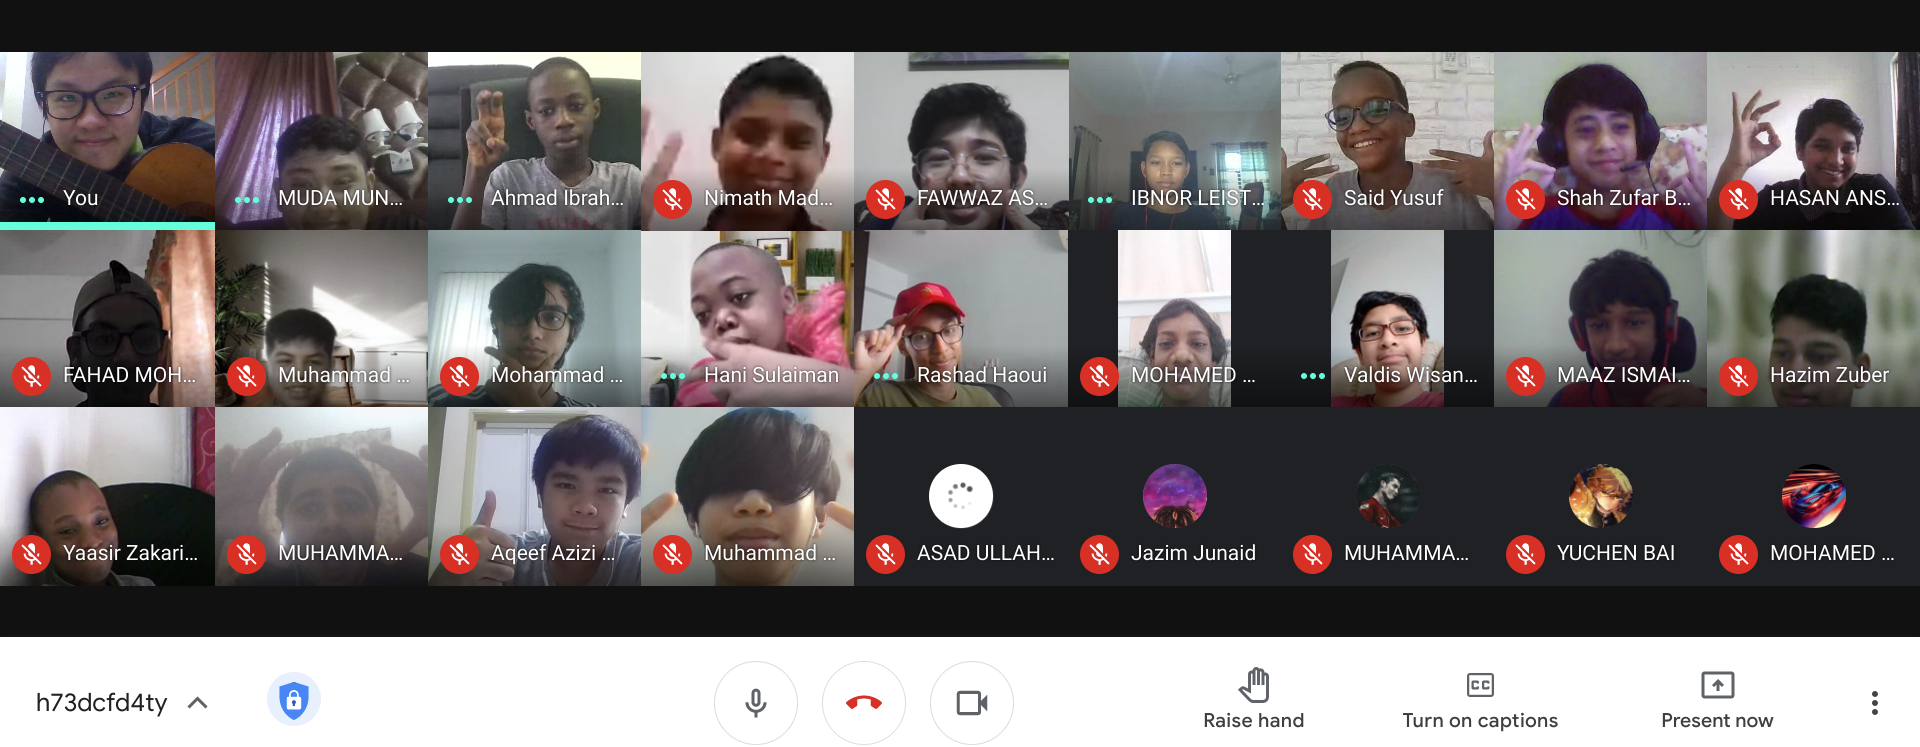 You
MUDA MUN...
Ahmad Ibrah...
Nimath Mad...
FAWWAZ AS...
IBNOR LEIST...
Said Yusuf
Shah Zufar B...
HASAN ANS...
FAHAD MOH...
Muhammad ...
Mohammad ...
Hani Sulaiman
Rashad Haoui
MOHAMED ...
Valdis Wisan...
MAAZ ISMAI...
Hazim Zuber
Yaasir Zakari...
MUHAMMA...
Aqeef Azizi ...
Muhammad ...
ASAD ULLAH...
Jazim Junaid
MUHAMMA...
YUCHEN BAI
MOHAMED ...
h73dcfd4ty
Raise hand
CC
Turn on captions
Present now